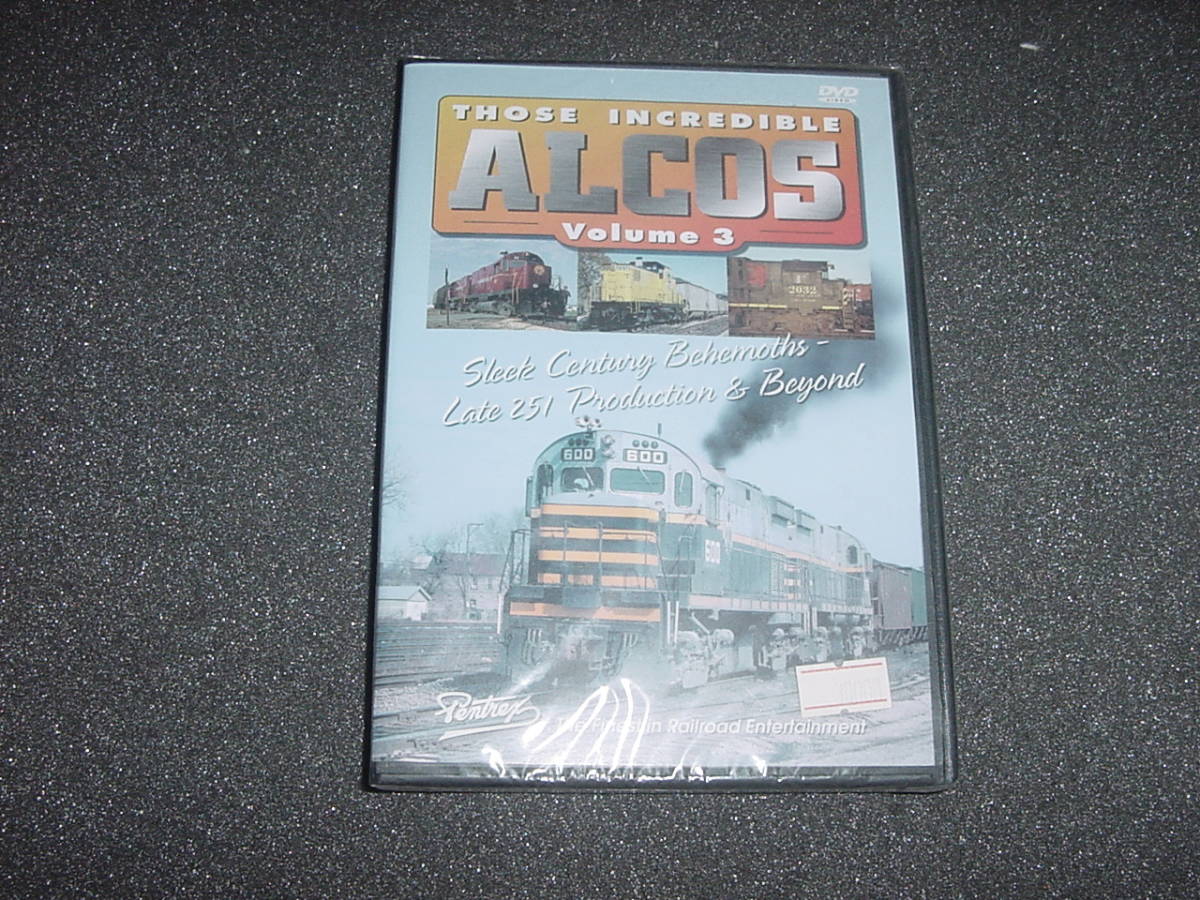 DVD
VIDEO
THOSE INCREDIBLE
ALCOS
Volume 3
2032
Sleek Century Behemoths -
Late 251 Production & Beyond
600 600
600
Pentrex
The Finest in Railroad Entertainment